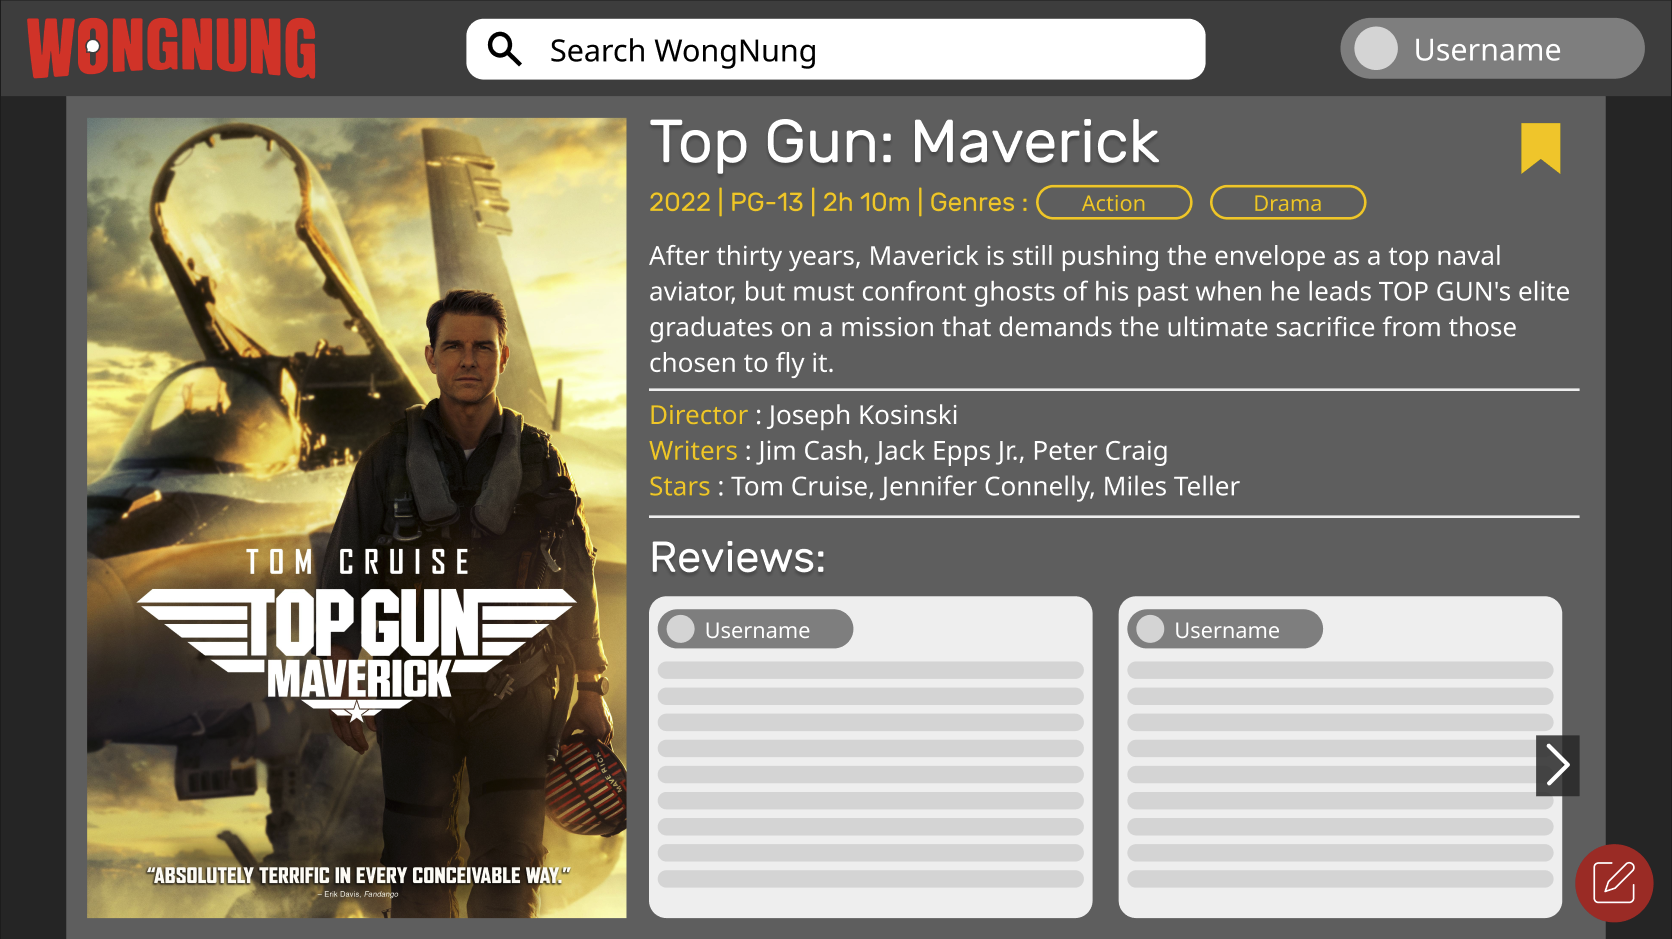 WONGNUNG
Search WongNung
Username
Top Gun: Maverick
2022 | PG-13 | 2h 10m | Genres : Action Drama
After thirty years, Maverick is still pushing the envelope as a top naval
aviator, but must confront ghosts of his past when he leads TOP GUN's elite
graduates on a mission that demands the ultimate sacrifice from those
chosen to fly it.
Director : Joseph Kosinski
Writers : Jim Cash, Jack Epps Jr., Peter Craig
Stars : Tom Cruise, Jennifer Connelly, Miles Teller
Reviews:
Username
Username
TOM CRUISE
TOP GUN
MAVERICK
MAVERICK
“ABSOLUTELY TERRIFIC IN EVERY CONCEIVABLE WAY.”
– Erik Davis, Fandango